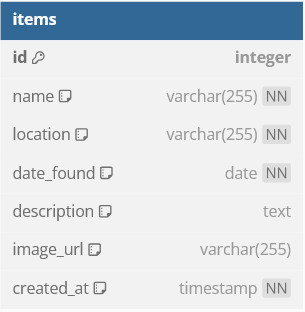 items
id integer
name varchar(255) NN
location varchar(255) NN
date_found date NN
description text
image_url varchar(255)
created_at timestamp NN